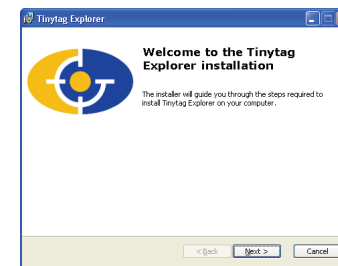 Tinytag Explorer
Welcome to the Tinytag
Explorer installation
The installer will guide you through the steps required to
install Tinytag Explorer on your computer.
< Back Next > Cancel